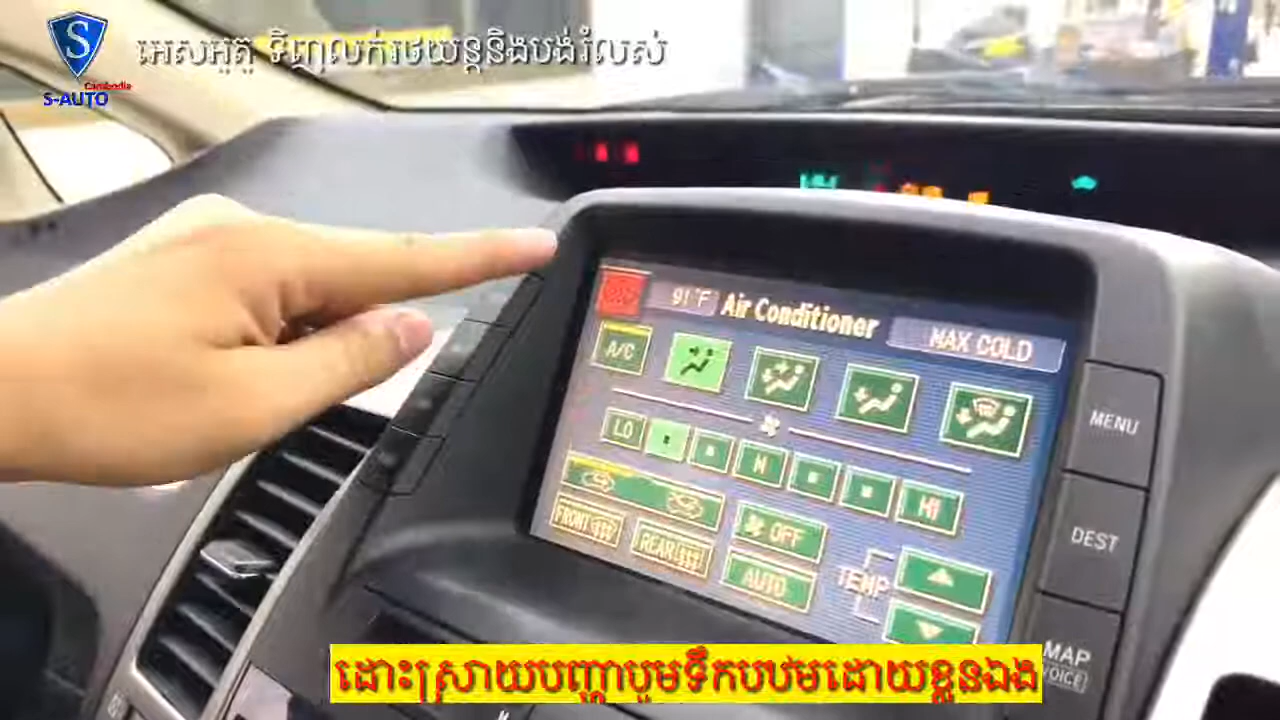 S
Cambodia
S-AUTO
អេសអូតូ ទិញលក់រថយន្តនិងបង់រំលស់
91°F Air Conditioner MAX COLD
A/C
LO M HI
FRONT REAR OFF
AUTO
TEMP
MENU
DEST
MAP
VOICE
ដោះស្រាយបញ្ហាបូមទឹកបឋមដោយខ្លួនឯង